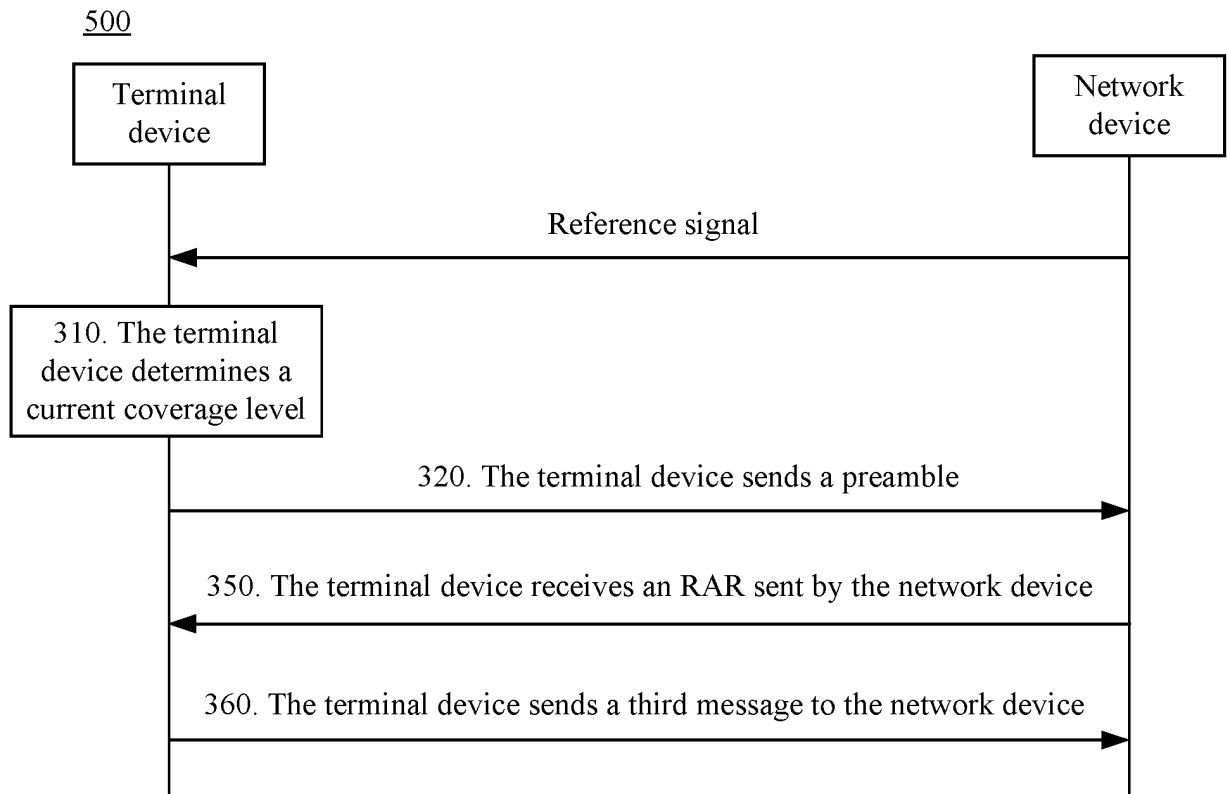 500
Terminal
device
Network
device
Reference signal
310. The terminal
device determines a
current coverage level
320. The terminal device sends a preamble
350. The terminal device receives an RAR sent by the network device
360. The terminal device sends a third message to the network device